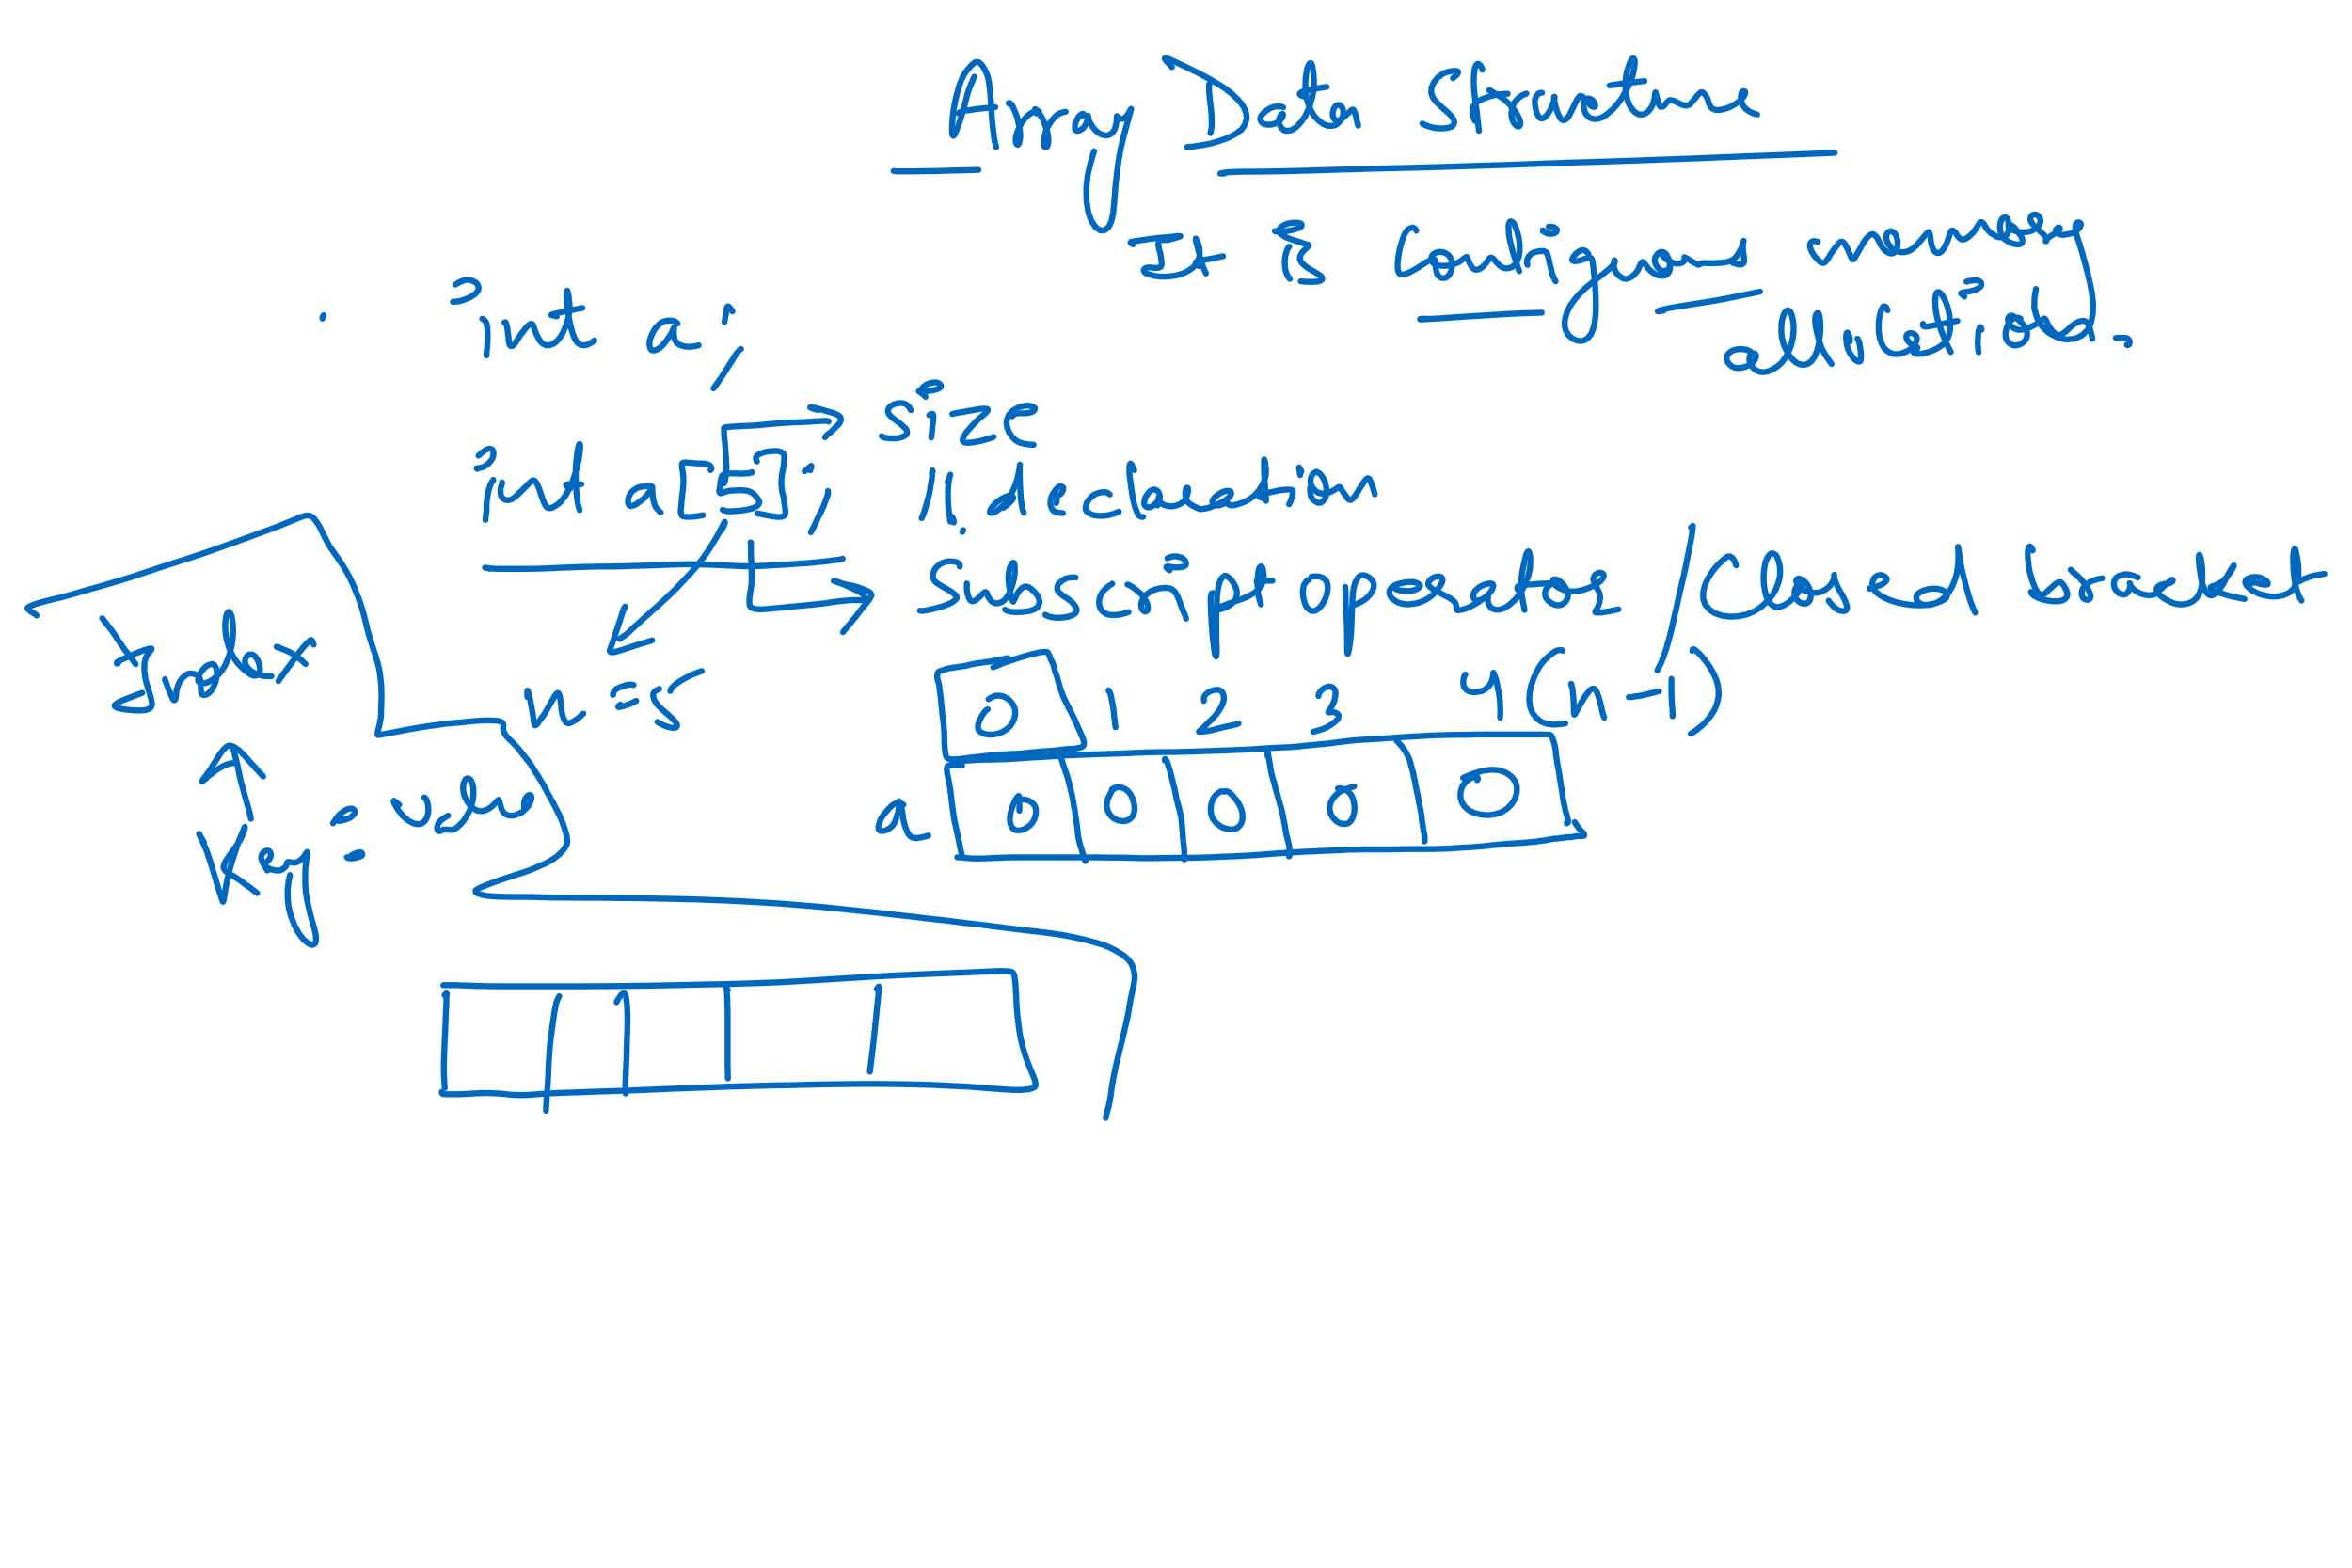 Array Data Structure
It is Contiguous memory
allocation.
int a;
size
int a[5]; // declaration
Subscript operator / Closed bracket
Index
n = 5
0 1 2 3 4 (n-1)
Key = value
a 0 0 0 0 0